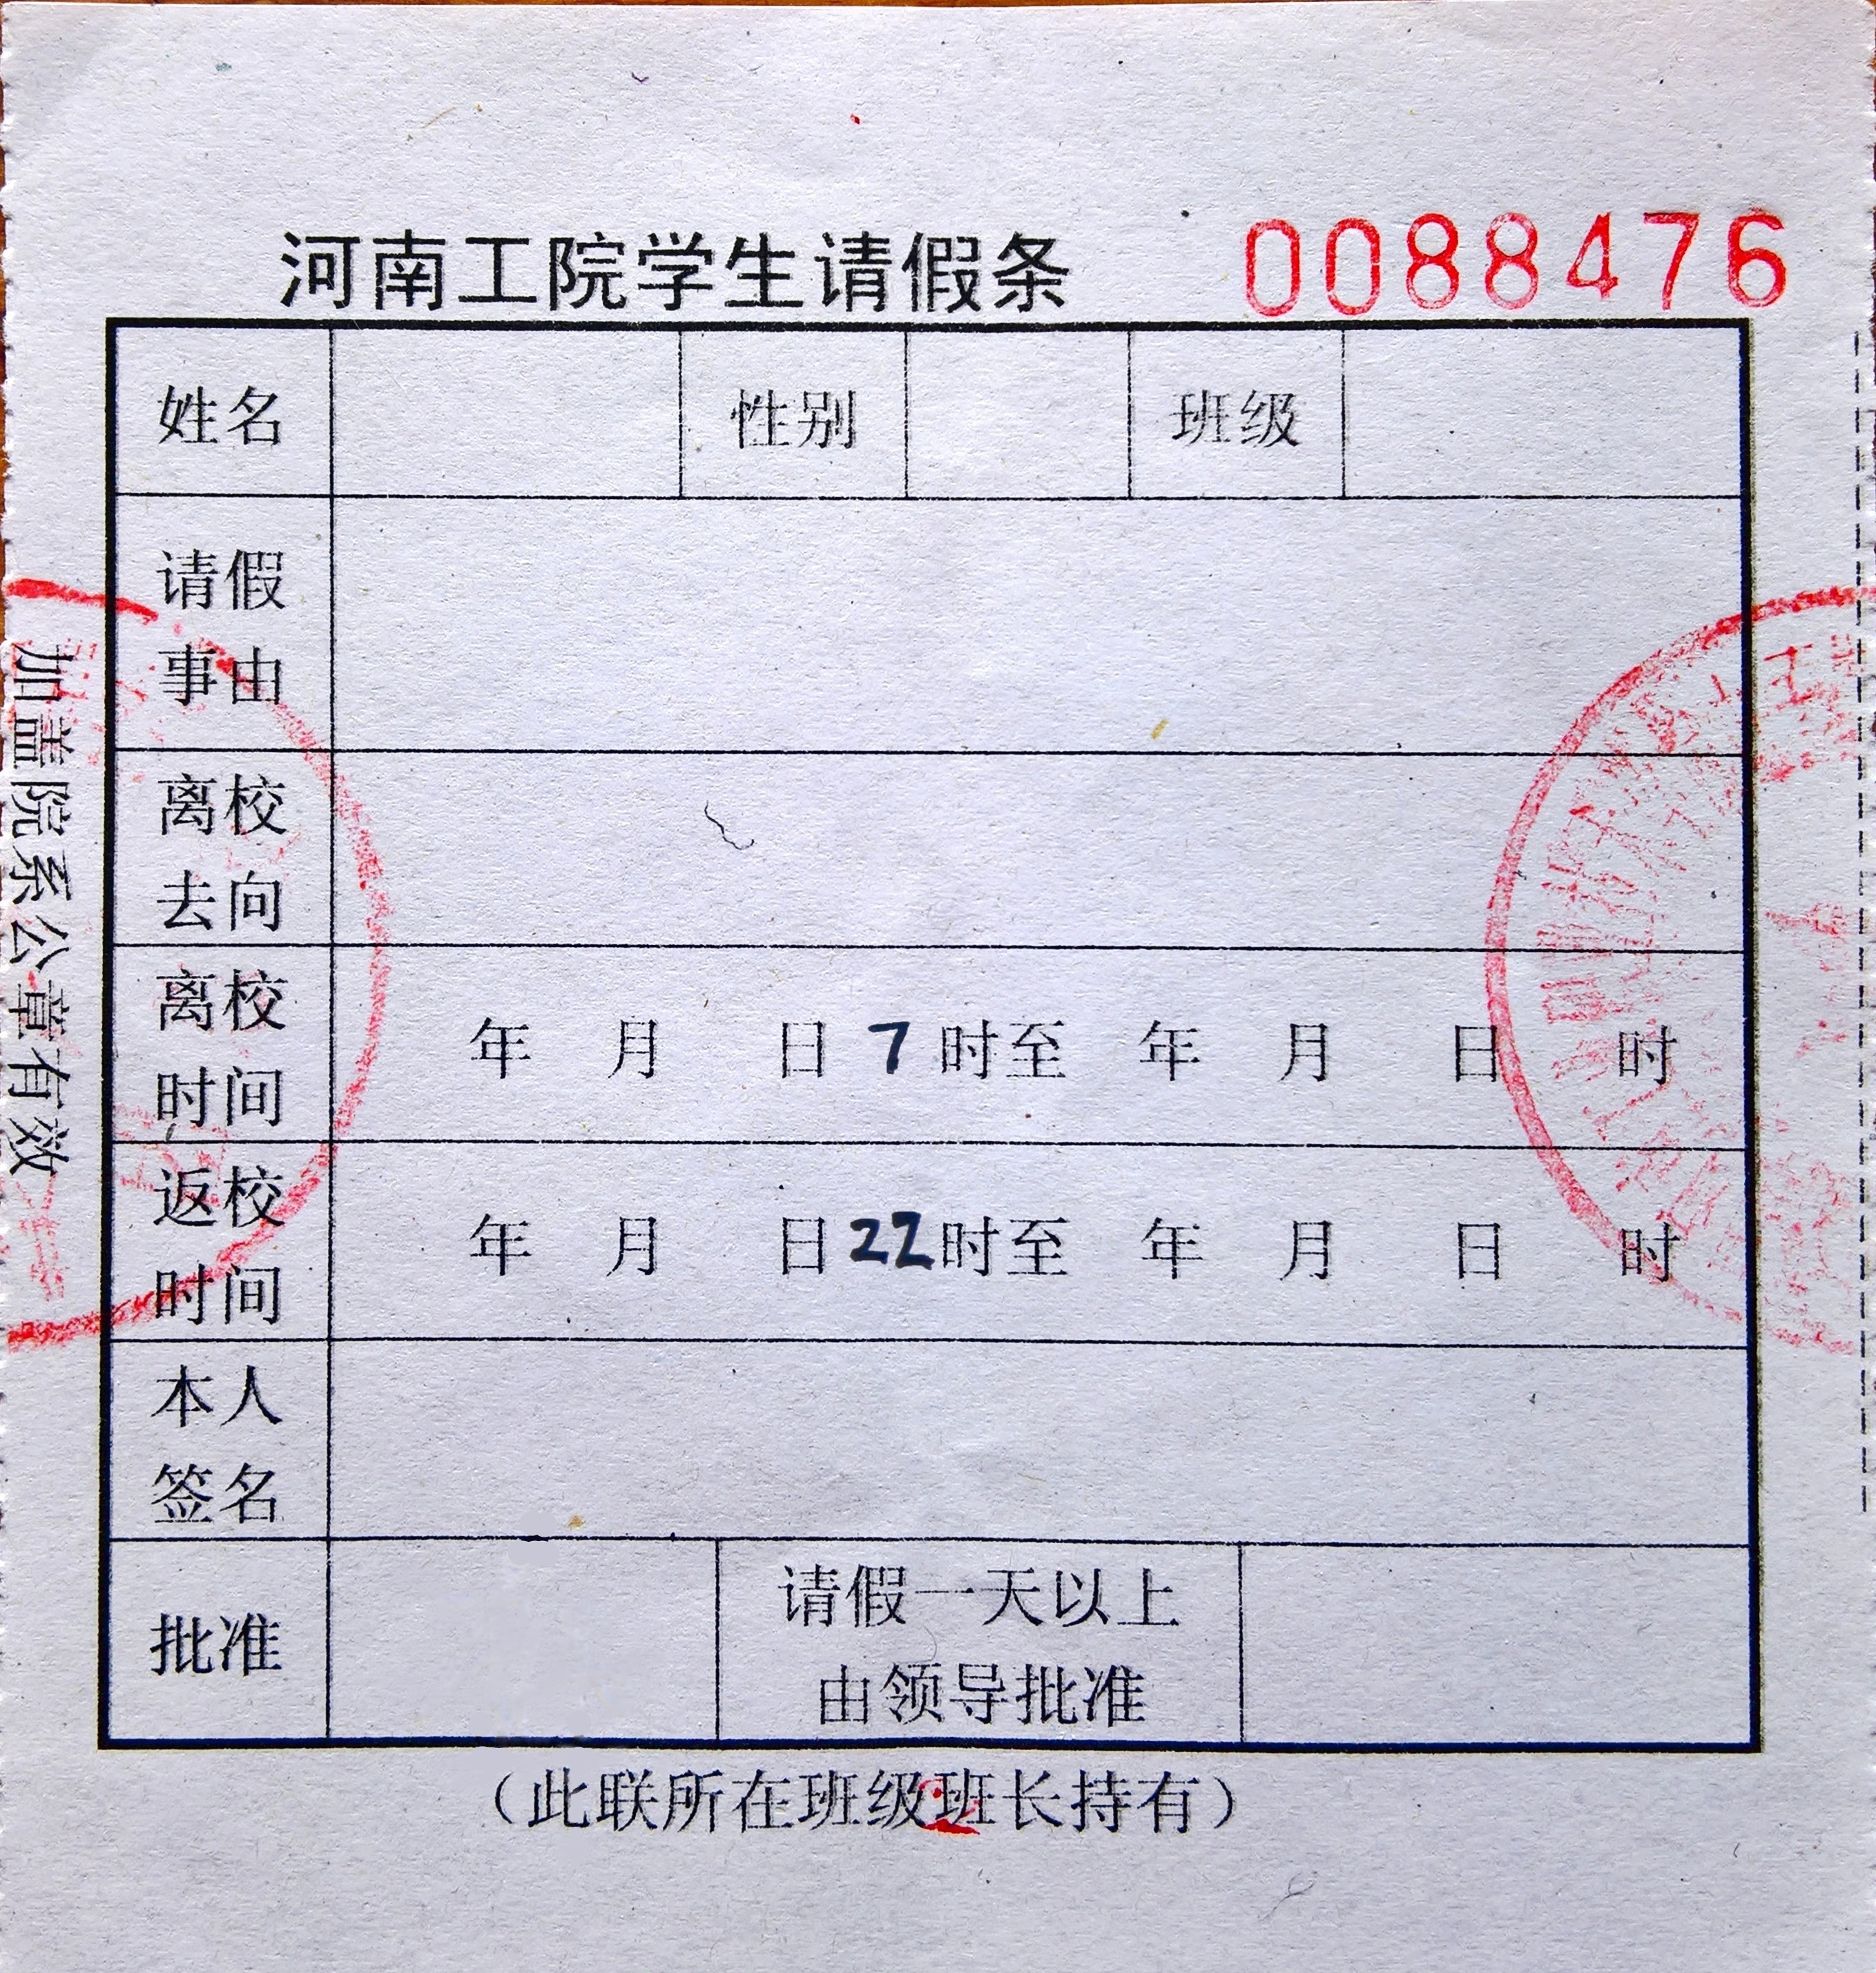 河南工院学生请假条 0088476
姓名 性别 班级
请假
事由
离校
去向
离校
时间
年 月 日 7 时至 年 月 日 时
返校
时间
年 月 日 22 时至 年 月 日 时
本人
签名
批准
请假一天以上
由领导批准
（此联所在班级班长持有）
加盖院系公章有效